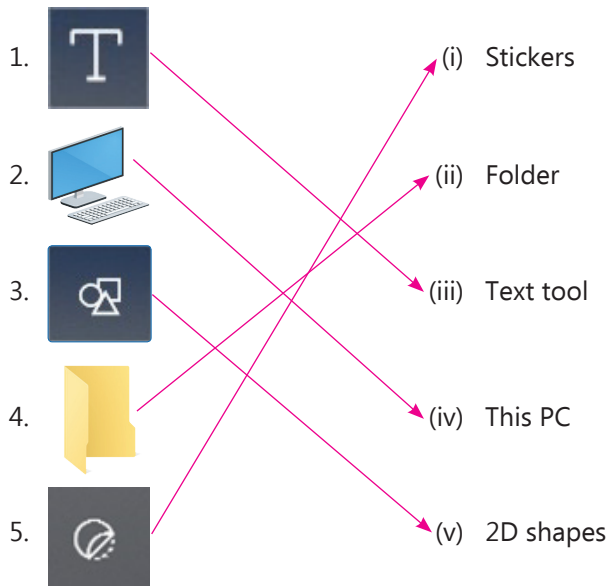 1. T (i) Stickers
2. (ii) Folder
3. (iii) Text tool
4. (iv) This PC
5. (v) 2D shapes